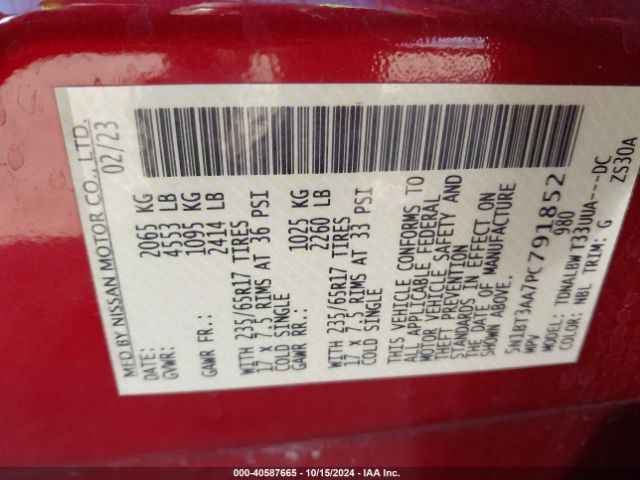 MFD BY NISSAN MOTOR CO., LTD.
DATE: 02/23
GVWR: 2065 KG
4553 LB
GAWR FR.: 1095 KG
2414 LB
WITH 235/65R17 TIRES
17 x 7.5 RIMS AT 36 PSI
COLD SINGLE
GAWR RR.: 1025 KG
2260 LB
WITH 235/65R17 TIRES
17 x 7.5 RIMS AT 33 PSI
COLD SINGLE
THIS VEHICLE CONFORMS TO
ALL APPLICABLE FEDERAL
MOTOR VEHICLE SAFETY AND
THEFT PREVENTION
STANDARDS IN EFFECT ON
THE DATE OF MANUFACTURE
SHOWN ABOVE.
5N1BT3AA7PC791852
MPV 980
MODEL: TDNALBWT33UUA----DC
COLOR: NBL TRIM: G ZS30A
40587665 - 10/15/2024 - IAA Inc.